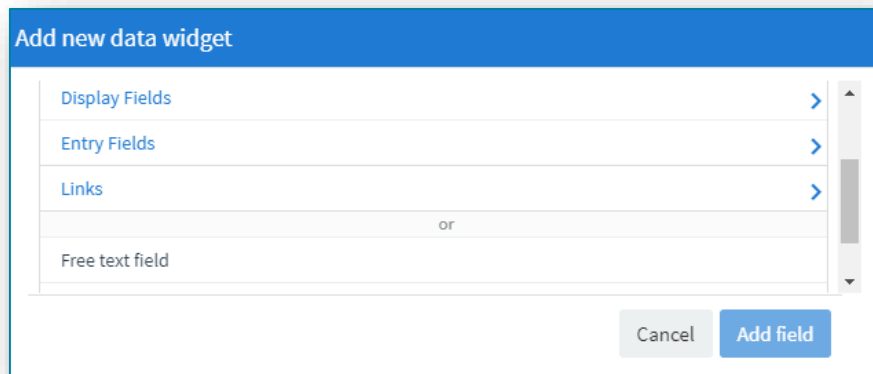 Add new data widget
Display Fields
Entry Fields
Links
or
Free text field
Cancel
Add field